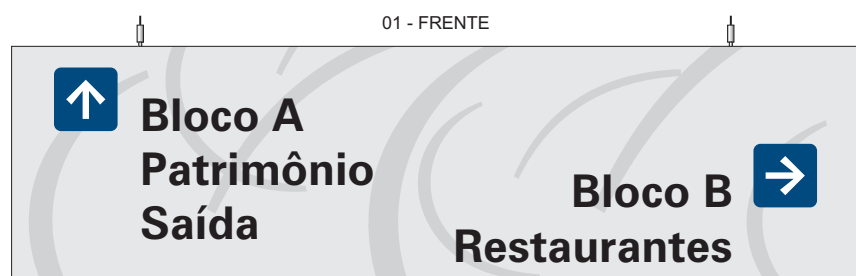 01 - FRENTE
Bloco A
Patrimônio
Saída
Bloco B
Restaurantes